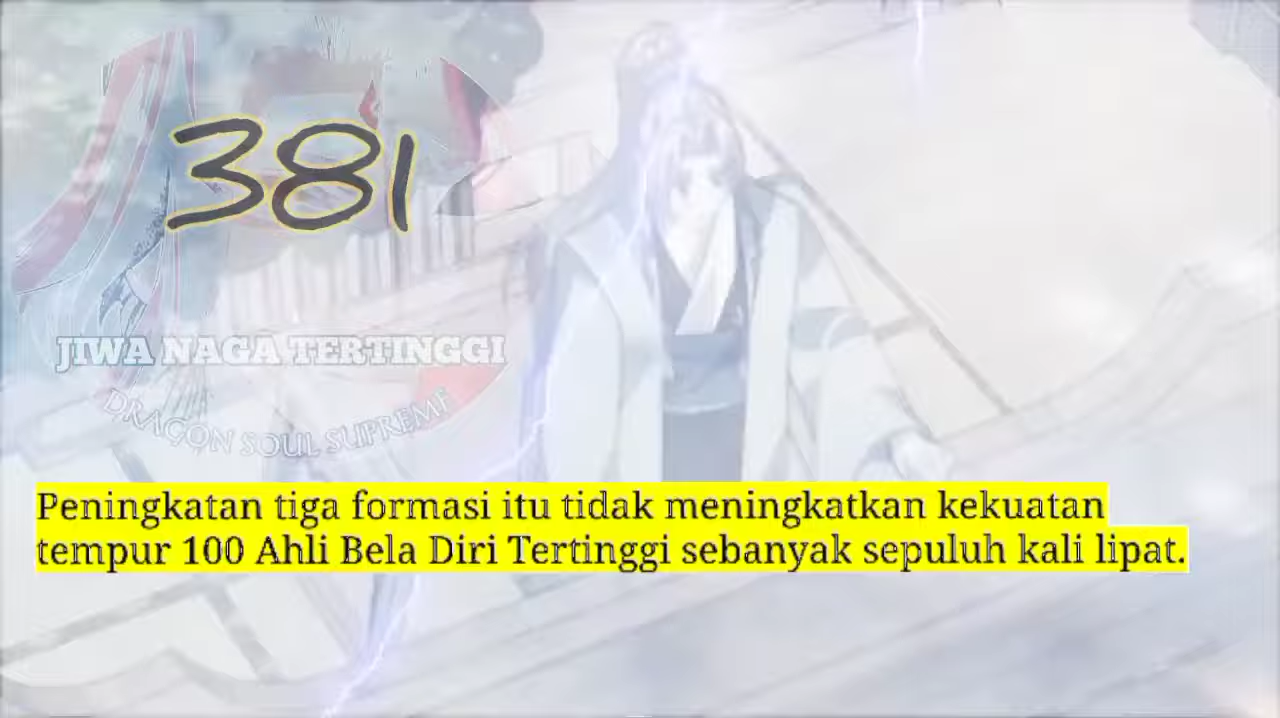 381
JIWA NAGA TERTINGGI
DRAGON SOUL SUPREME
Peningkatan tiga formasi itu tidak meningkatkan kekuatan
tempur 100 Ahli Bela Diri Tertinggi sebanyak sepuluh kali lipat.